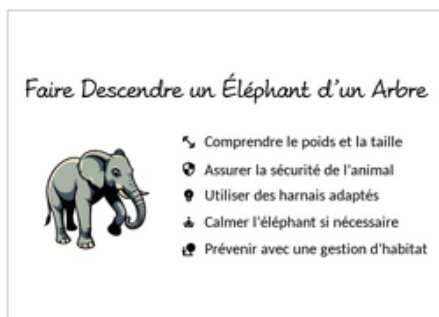 Faire Descendre un Éléphant d'un Arbre
Comprendre le poids et la taille
Assurer la sécurité de l'animal
Utiliser des harnais adaptés
Calmer l'éléphant si nécessaire
Prévenir avec une gestion d'habitat